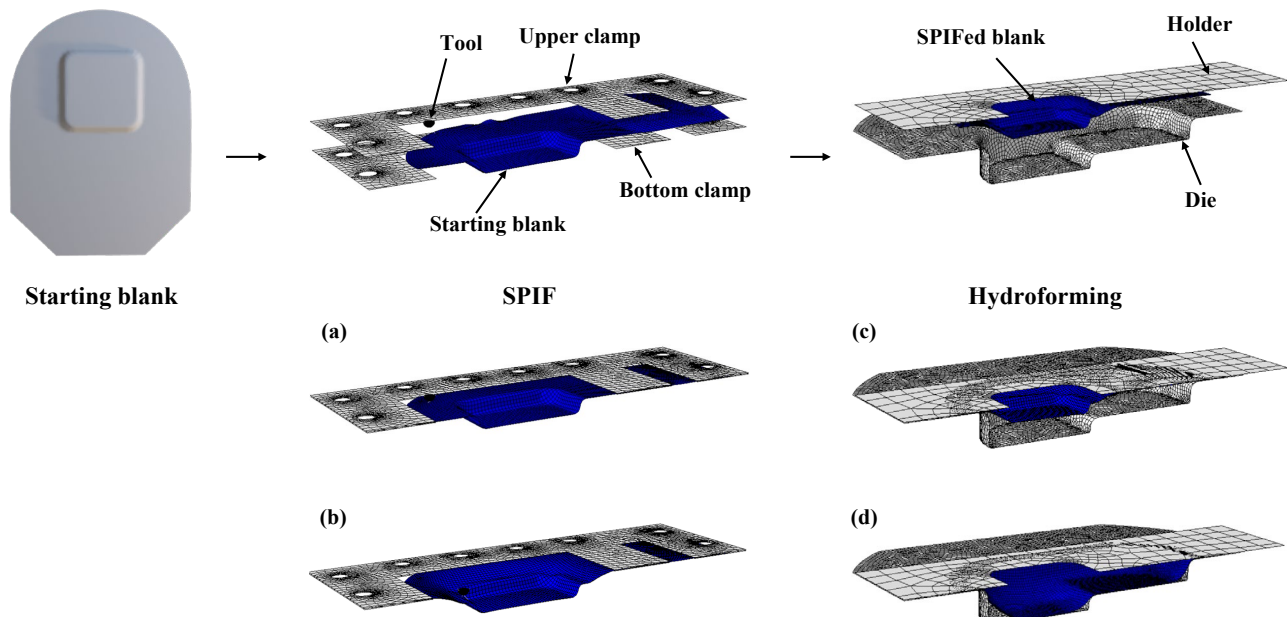 Tool
Upper clamp
SPIFed blank
Holder
Bottom clamp
Starting blank
Die
Starting blank
SPIF
Hydroforming
(a)
(c)
(b)
(d)